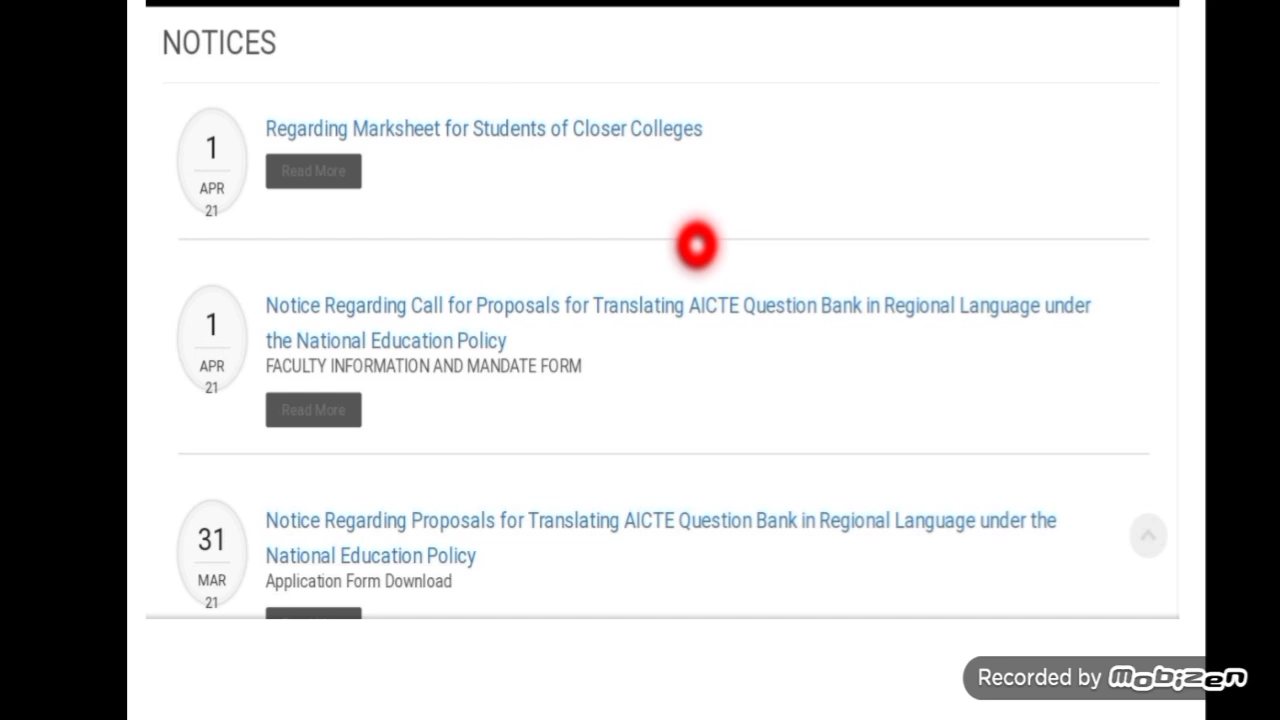 NOTICES
1
APR
21
Regarding Marksheet for Students of Closer Colleges
Read More
1
APR
21
Notice Regarding Call for Proposals for Translating AICTE Question Bank in Regional Language under
the National Education Policy
FACULTY INFORMATION AND MANDATE FORM
Read More
31
MAR
21
Notice Regarding Proposals for Translating AICTE Question Bank in Regional Language under the
National Education Policy
Application Form Download
Recorded by Mobizen